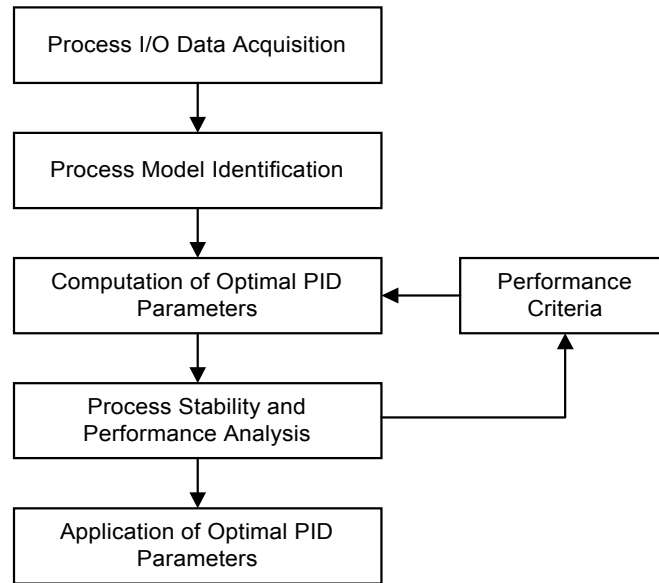 Process I/O Data Acquisition
Process Model Identification
Computation of Optimal PID
Parameters
Performance
Criteria
Process Stability and
Performance Analysis
Application of Optimal PID
Parameters